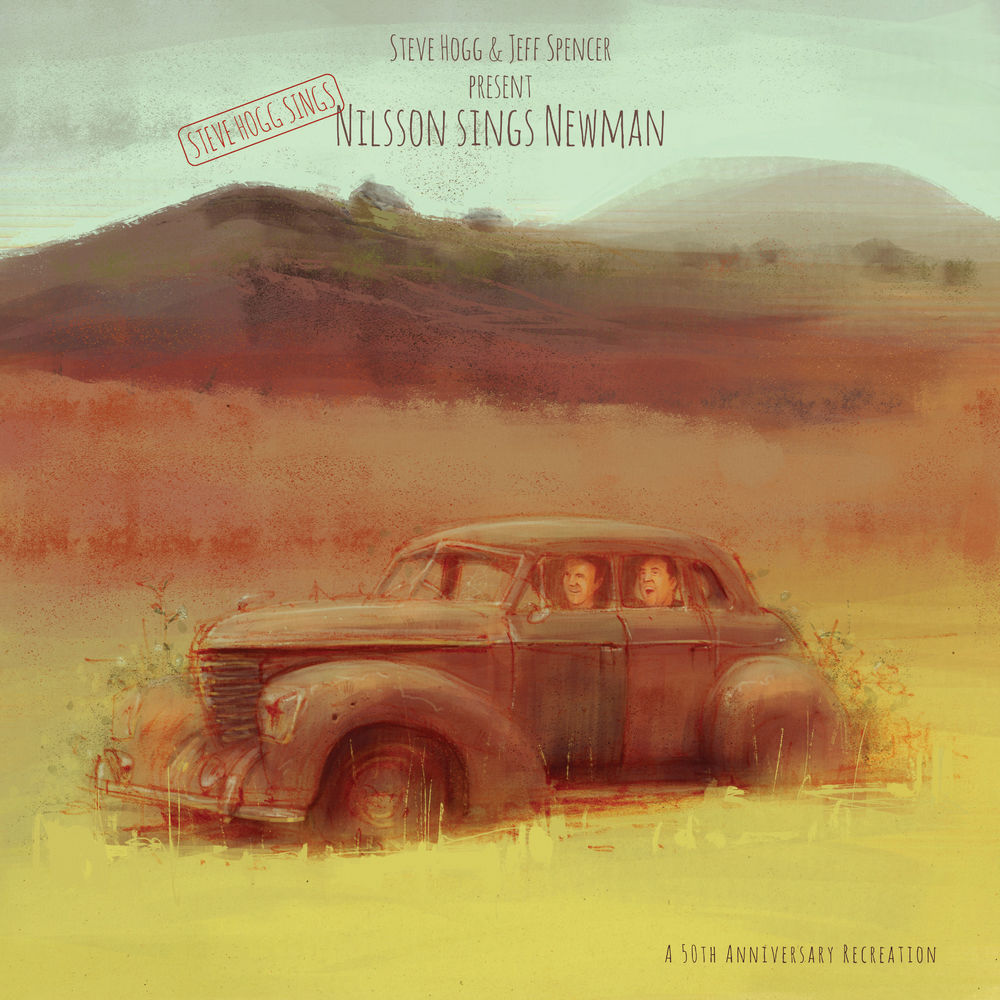 Steve Hogg & Jeff Spencer
present
Steve Hogg Sings
Nilsson sings Newman
A 50th Anniversary Recreation